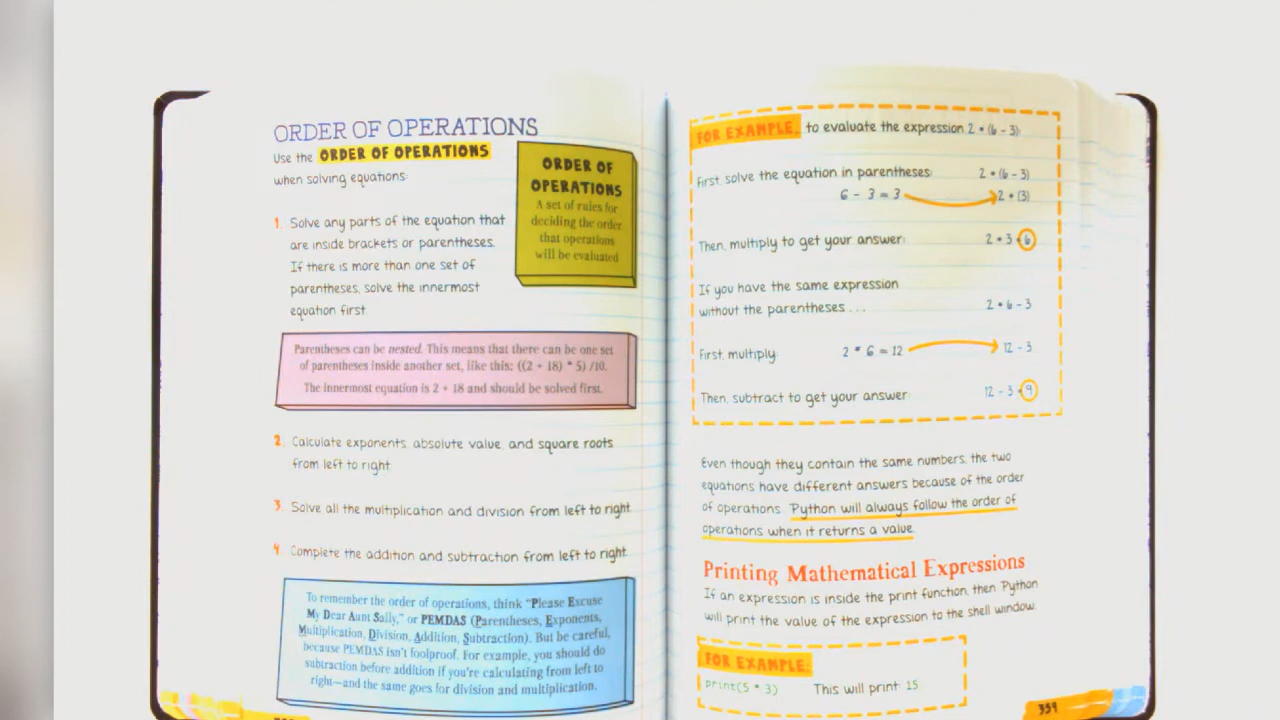 ORDER OF OPERATIONS
Use the ORDER OF OPERATIONS
when solving equations:
ORDER OF
OPERATIONS
A set of rules for
deciding the order
that operations
will be evaluated
1. Solve any parts of the equation that
are inside brackets or parentheses.
If there is more than one set of
parentheses, solve the innermost
equation first.
Parentheses can be nested. This means that there can be one set
of parentheses inside another set, like this: ((2 + 18) * 5) /10.
The innermost equation is 2 + 18 and should be solved first.
2. Calculate exponents, absolute value, and square roots
from left to right.
3. Solve all the multiplication and division from left to right.
4. Complete the addition and subtraction from left to right.
To remember the order of operations, think "Please Excuse
My Dear Aunt Sally," or PEMDAS (Parentheses, Exponents,
Multiplication, Division, Addition, Subtraction). But be careful,
because PEMDAS isn't foolproof. For example, you should do
subtraction before addition if you're calculating from left to
right—and the same goes for division and multiplication.
FOR EXAMPLE, to evaluate the expression 2 * (6 - 3):
First, solve the equation in parentheses: 2 * (6 - 3)
6 - 3 = 3 2 * (3)
Then, multiply to get your answer: 2 * 3 = 6
If you have the same expression
without the parentheses . . . 2 * 6 - 3
First, multiply: 2 * 6 = 12 12 - 3
Then, subtract to get your answer: 12 - 3 = 9
Even though they contain the same numbers, the two
equations have different answers because of the order
of operations. Python will always follow the order of
operations when it returns a value.
Printing Mathematical Expressions
If an expression is inside the print function, then Python
will print the value of the expression to the shell window.
FOR EXAMPLE,
print(5 * 3) This will print: 15
359